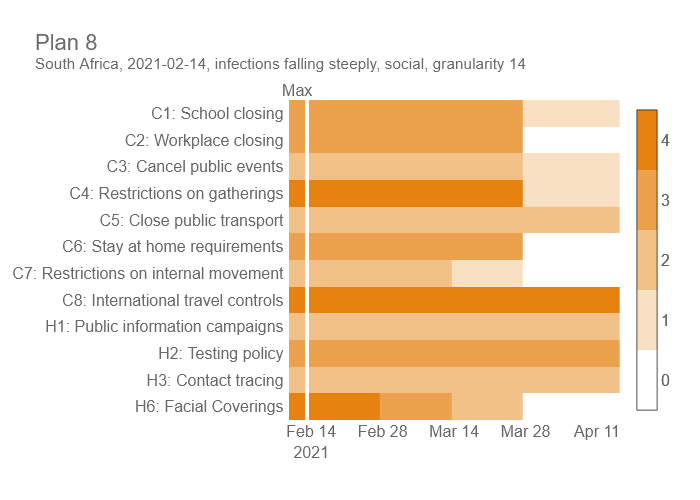 Plan 8
South Africa, 2021-02-14, infections falling steeply, social, granularity 14
Max
C1: School closing
C2: Workplace closing
C3: Cancel public events
C4: Restrictions on gatherings
C5: Close public transport
C6: Stay at home requirements
C7: Restrictions on internal movement
C8: International travel controls
H1: Public information campaigns
H2: Testing policy
H3: Contact tracing
H6: Facial Coverings
Feb 14 Feb 28 Mar 14 Mar 28 Apr 11
2021
4
3
2
1
0